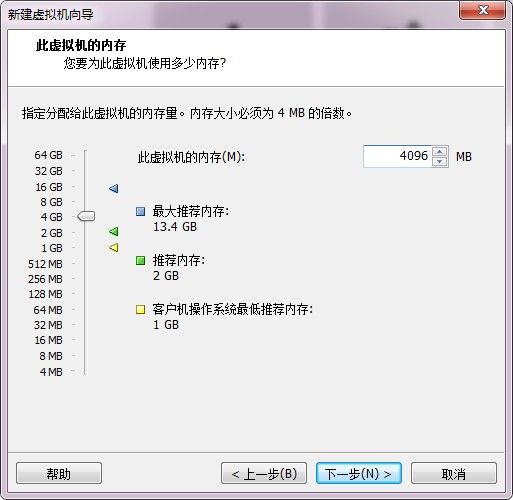 新建虚拟机向导
此虚拟机的内存
您要为此虚拟机使用多少内存?
指定分配给此虚拟机的内存量。内存大小必须为 4 MB 的倍数。
此虚拟机的内存(M):
4096 MB
64 GB
32 GB
16 GB
8 GB
4 GB
2 GB
1 GB
512 MB
256 MB
128 MB
64 MB
32 MB
16 MB
8 MB
4 MB
最大推荐内存:
13.4 GB
推荐内存:
2 GB
客户机操作系统最低推荐内存:
1 GB
帮助
< 上一步(B)
下一步(N) >
取消